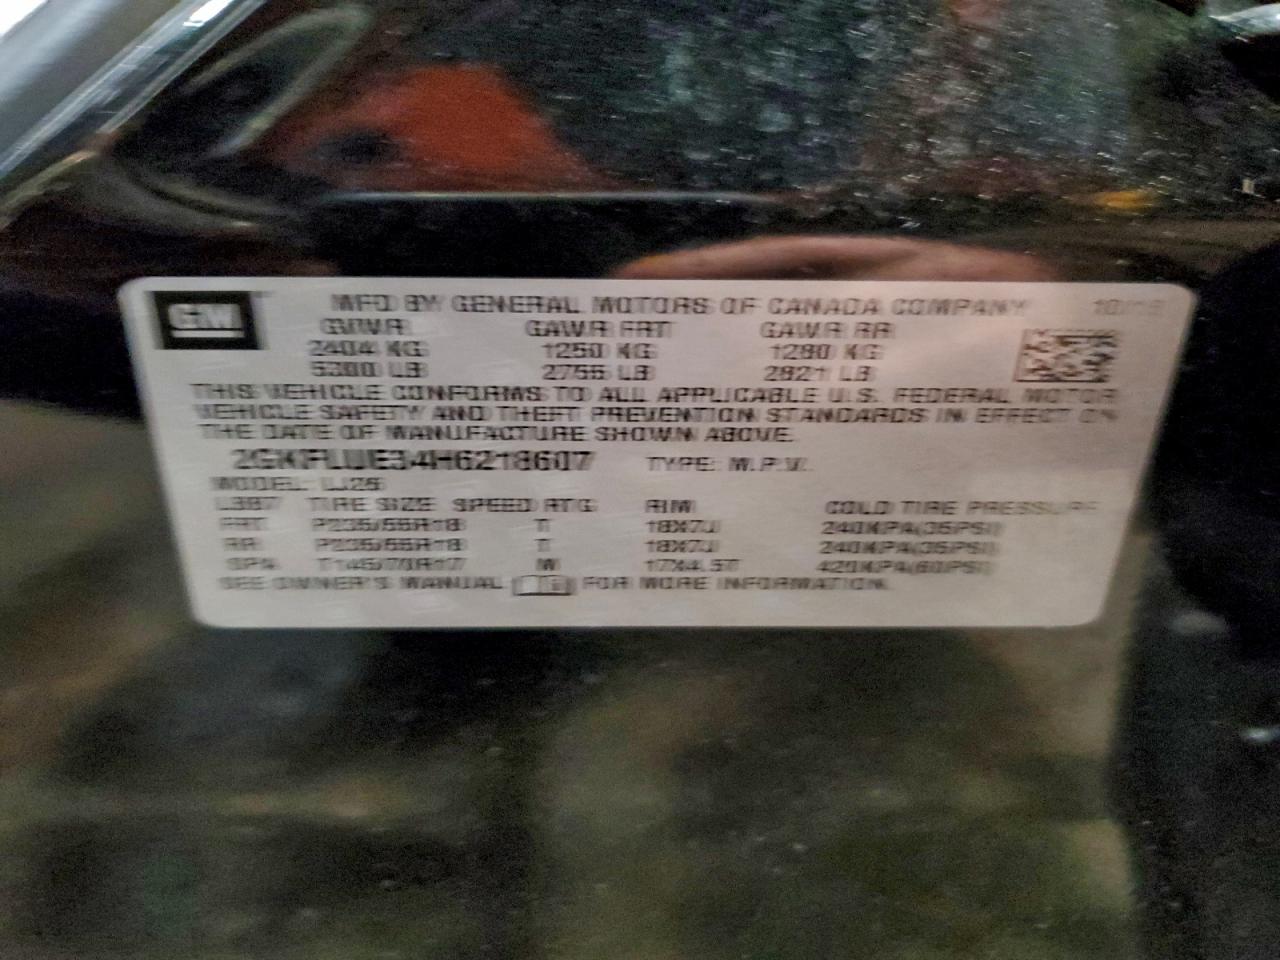 GM
MFD BY GENERAL MOTORS OF CANADA COMPANY
GVWR GAWR FRT GAWR RR
2404 KG 1250 KG 1280 KG
5300 LB 2755 LB 2821 LB
THIS VEHICLE CONFORMS TO ALL APPLICABLE U.S. FEDERAL MOTOR
VEHICLE SAFETY AND THEFT PREVENTION STANDARDS IN EFFECT ON
THE DATE OF MANUFACTURE SHOWN ABOVE.
2GKFLUE34H6218607 TYPE: M.P.V.
MODEL:
TIRE SIZE SPEED RTG RIM COLD TIRE PRESSURE
FRT P235/55R18 T 18X7J 240KPA(35PSI)
RR P235/55R18 T 18X7J 240KPA(35PSI)
SPA T145/70R17 M 17X4.5T 420KPA(60PSI)
SEE OWNER'S MANUAL FOR MORE INFORMATION.